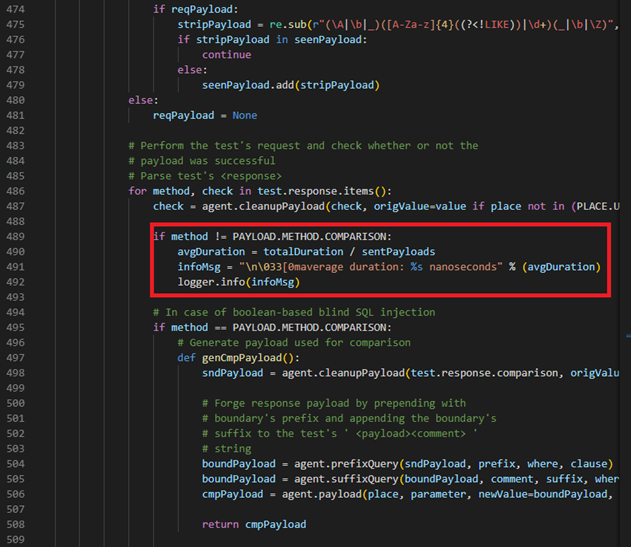 474 if reqPayload:
475 stripPayload = re.sub(r"(\A|\b|_)([A-Za-z]{4}((?<!LIKE))|\d+)(_|\b|\Z)",
476 if stripPayload in seenPayload:
477 continue
478 else:
479 seenPayload.add(stripPayload)
480 else:
481 reqPayload = None
482
483 # Perform the test's request and check whether or not the
484 # payload was successful
485 # Parse test's <response>
486 for method, check in test.response.items():
487 check = agent.cleanupPayload(check, origValue=value if place not in (PLACE.U
488
489 if method != PAYLOAD.METHOD.COMPARISON:
490 avgDuration = totalDuration / sentPayloads
491 infoMsg = "\n\033[0maverage duration: %s nanoseconds" % (avgDuration)
492 logger.info(infoMsg)
493
494 # In case of boolean-based blind SQL injection
495 if method == PAYLOAD.METHOD.COMPARISON:
496 # Generate payload used for comparison
497 def genCmpPayload():
498 sndPayload = agent.cleanupPayload(test.response.comparison, origValu
499
500 # Forge response payload by prepending with
501 # boundary's prefix and appending the boundary's
502 # suffix to the test's ' <payload><comment> '
503 # string
504 boundPayload = agent.prefixQuery(sndPayload, prefix, where, clause)
505 boundPayload = agent.suffixQuery(boundPayload, comment, suffix, wher
506 cmpPayload = agent.payload(place, parameter, newValue=boundPayload,
507
508 return cmpPayload
509